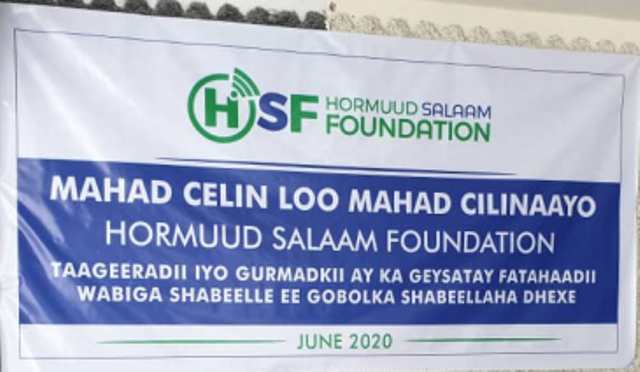 HSF HORMUUD SALAAM
FOUNDATION
MAHAD CELIN LOO MAHAD CILINAAYO
HORMUUD SALAAM FOUNDATION
TAAGEERADII IYO GURMADKII AY KA GEYSATAY FATAHAADII
WABIGA SHABEELLE EE GOBOLKA SHABEELLAHA DHEXE
JUNE 2020